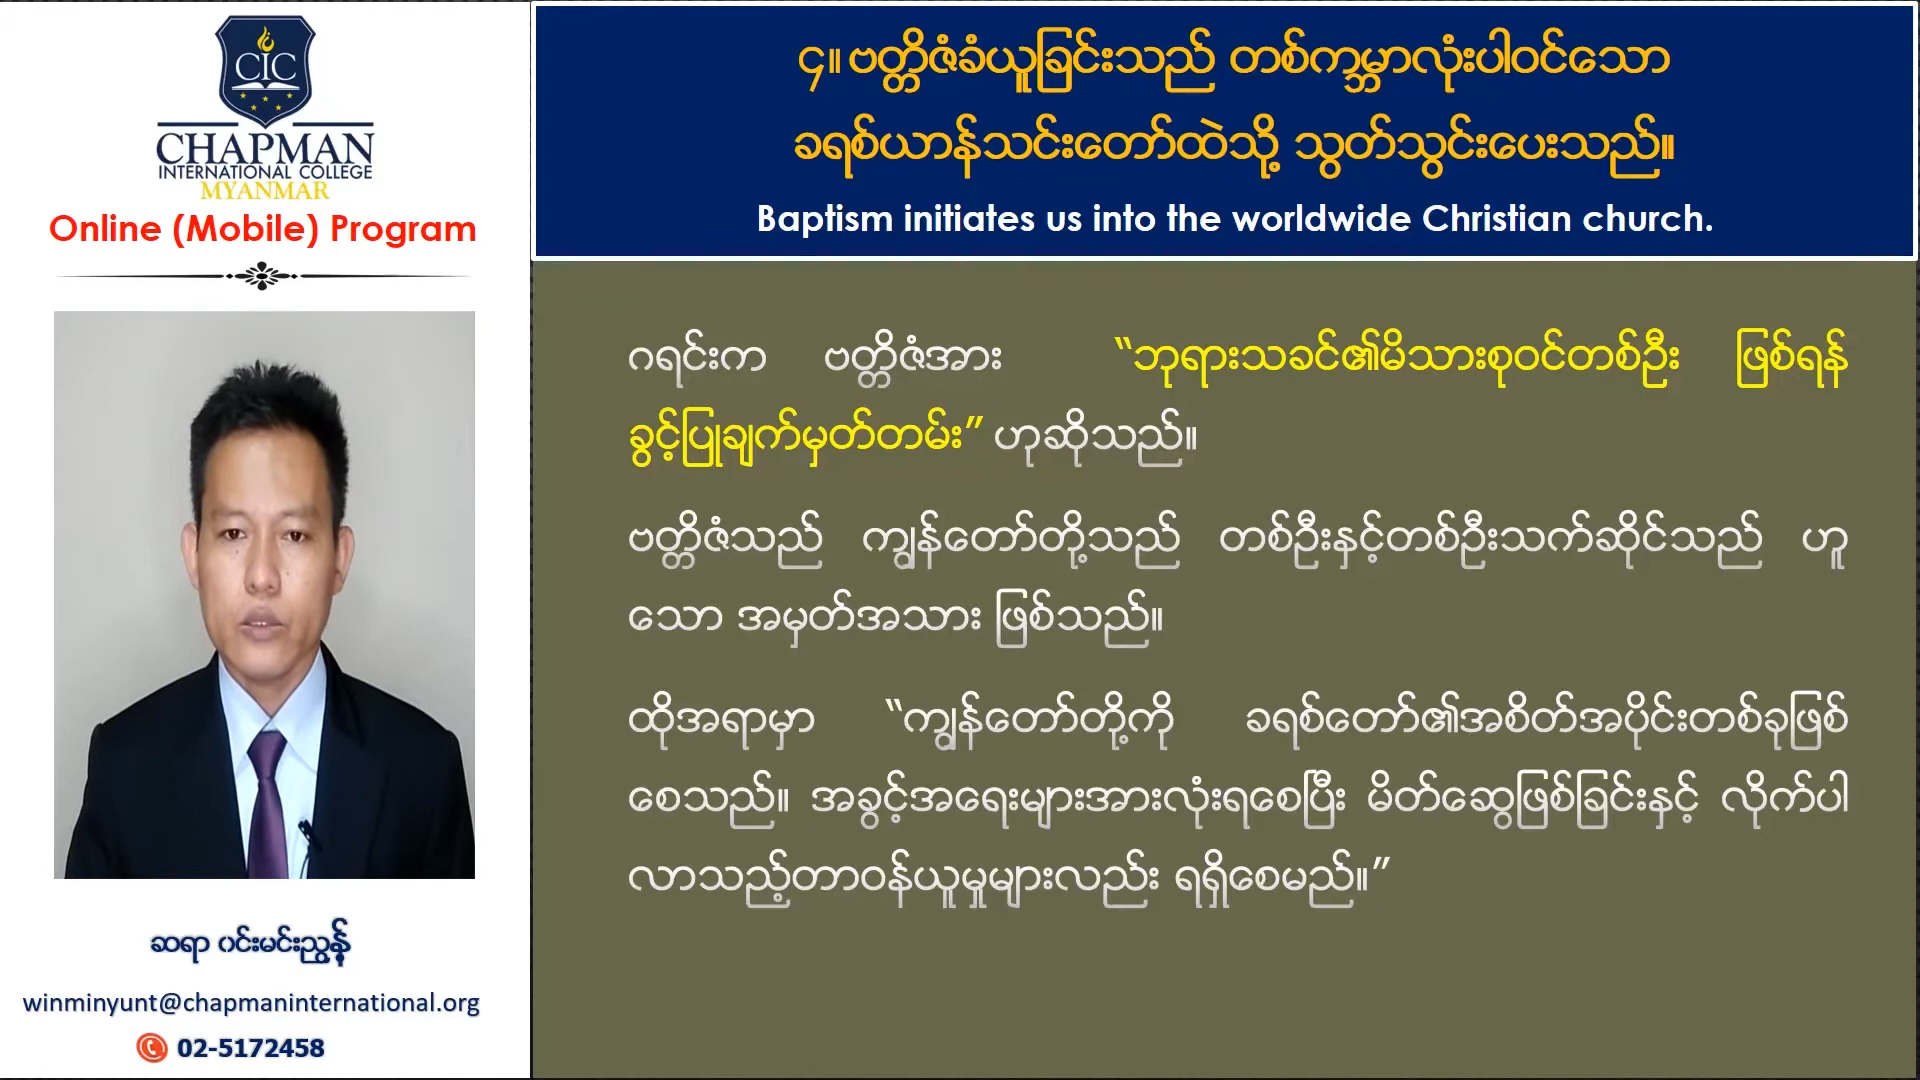 CIC
CHAPMAN
INTERNATIONAL COLLEGE
MYANMAR
Online (Mobile) Program
ဆရာ ဝင်းမင်းညွန့်
winminyunt@chapmaninternational.org
02-5172458
၄။ ဗတ္တိဇံခံယူခြင်းသည် တစ်ကမ္ဘာလုံးပါဝင်သော
ခရစ်ယာန်သင်းတော်ထဲသို့ သွတ်သွင်းပေးသည်။
Baptism initiates us into the worldwide Christian church.
ဂရင်းက ဗတ္တိဇံအား “ဘုရားသခင်၏မိသားစုဝင်တစ်ဦး ဖြစ်ရန်
ခွင့်ပြုချက်မှတ်တမ်း” ဟုဆိုသည်။
ဗတ္တိဇံသည် ကျွန်တော်တို့သည် တစ်ဦးနှင့်တစ်ဦးသက်ဆိုင်သည် ဟူ
သော အမှတ်အသား ဖြစ်သည်။
ထိုအရာမှာ “ကျွန်တော်တို့ကို ခရစ်တော်၏အစိတ်အပိုင်းတစ်ခုဖြစ်
စေသည်။ အခွင့်အရေးများအားလုံးရစေပြီး မိတ်ဆွေဖြစ်ခြင်းနှင့် လိုက်ပါ
လာသည့်တာဝန်ယူမှုများလည်း ရရှိစေမည်။”